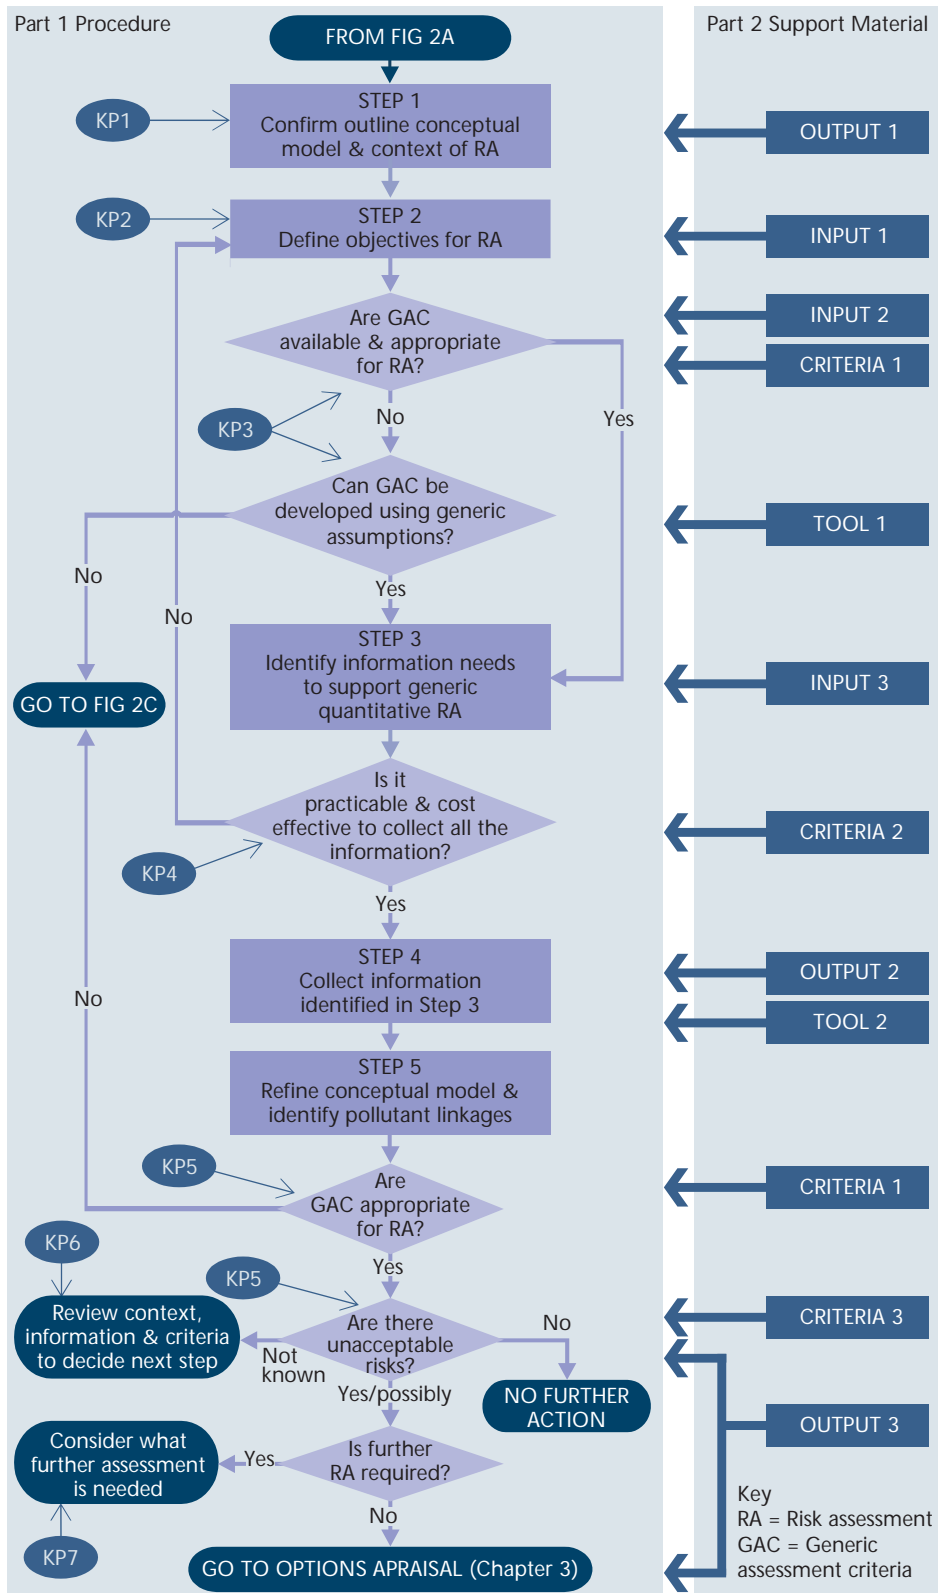 Part 1 Procedure
Part 2 Support Material
FROM FIG 2A
KP1
STEP 1
Confirm outline conceptual
model & context of RA
OUTPUT 1
KP2
STEP 2
Define objectives for RA
INPUT 1
Are GAC
available & appropriate
for RA?
INPUT 2
CRITERIA 1
KP3
No
Yes
Can GAC be
developed using generic
assumptions?
TOOL 1
No
No
Yes
STEP 3
Identify information needs
to support generic
quantitative RA
INPUT 3
GO TO FIG 2C
Is it
practicable & cost
effective to collect all the
information?
CRITERIA 2
KP4
Yes
STEP 4
Collect information
identified in Step 3
OUTPUT 2
No
TOOL 2
STEP 5
Refine conceptual model &
identify pollutant linkages
KP5
Are
GAC appropriate
for RA?
CRITERIA 1
KP6
Yes
KP5
Review context,
information & criteria
to decide next step
Not
known
Are there
unacceptable
risks?
No
CRITERIA 3
Yes/possibly
NO FURTHER
ACTION
OUTPUT 3
Consider what
further assessment
is needed
Yes
Is further
RA required?
KP7
No
GO TO OPTIONS APRAISAL (Chapter 3)
Key
RA = Risk assessment
GAC = Generic
assessment criteria